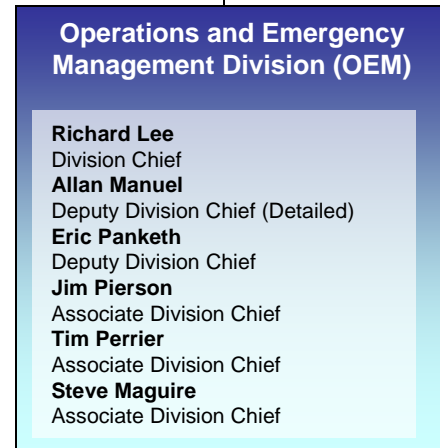 Operations and Emergency
Management Division (OEM)
Richard Lee
Division Chief
Allan Manuel
Deputy Division Chief (Detailed)
Eric Panketh
Deputy Division Chief
Jim Pierson
Associate Division Chief
Tim Perrier
Associate Division Chief
Steve Maguire
Associate Division Chief